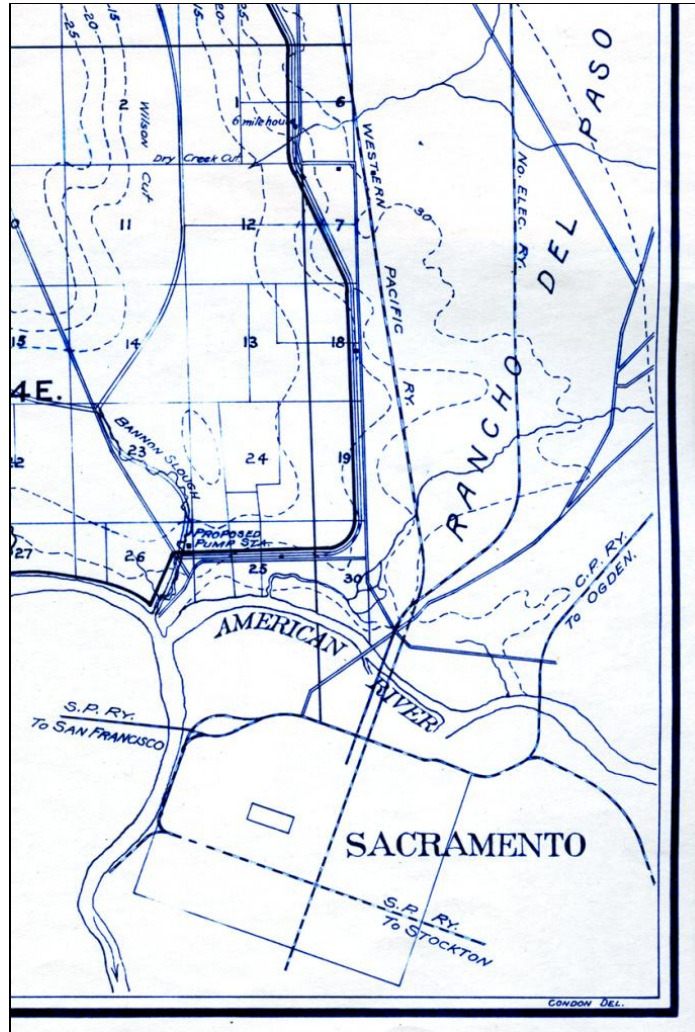 15
20
25
25
20
15
PASO
2
WILSON CUT
1
6 mile house
6
Dry Creek Cut
WESTERN PACIFIC RY.
NO. ELEC. RY.
DEL
30
11
12
7
15
14
13
18
4E.
BANNON SLOUGH
23
24
19
RANCHO
22
PROPOSED
PUMP STA.
27
26
25
30
C.P. RY.
To OGDEN.
AMERICAN
RIVER
S.P. RY.
To SAN FRANCISCO
SACRAMENTO
S.P. RY.
To STOCKTON
CONDON DEL.